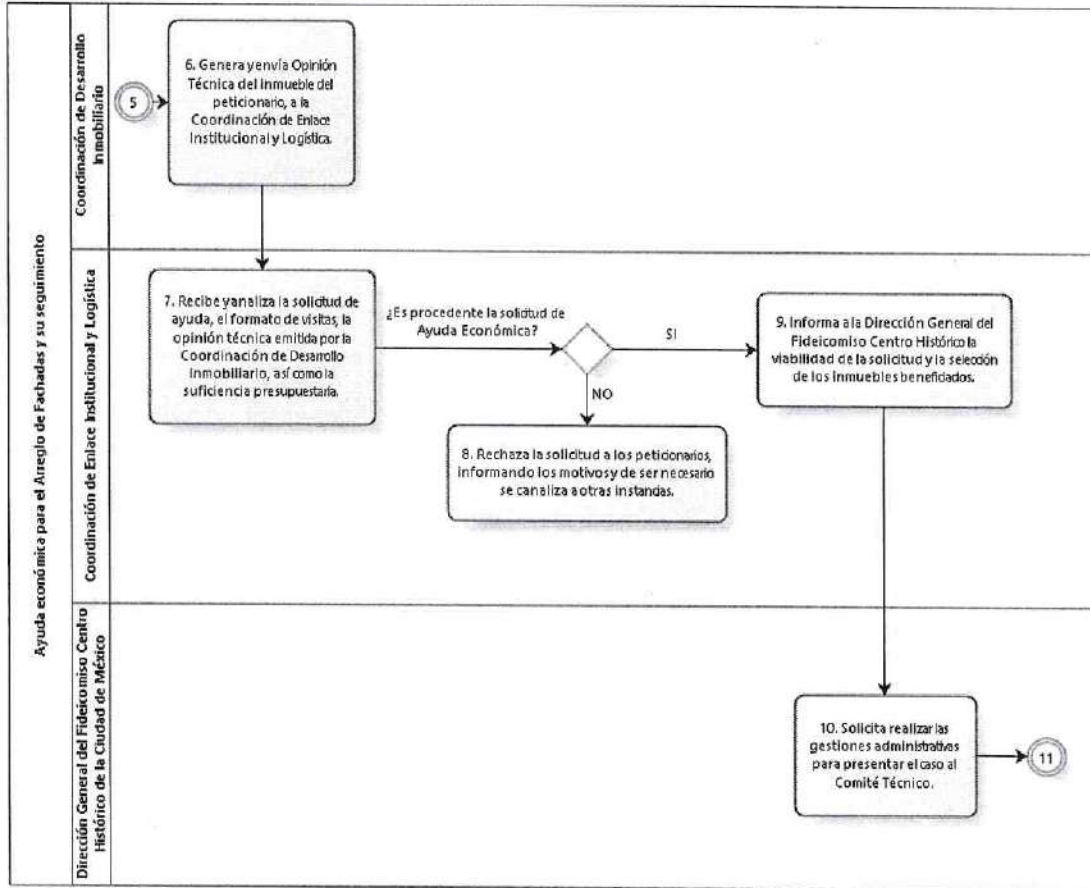 Ayuda económica para el Arreglo de Fachadas y su seguimiento
Coordinación de Desarrollo
Inmobiliario
5
6. Genera y envía Opinión
Técnica del inmueble del
peticionario, a la
Coordinación de Enlace
Institucional y Logística.
Coordinación de Enlace Institucional y Logística
7. Recibe y analiza la solicitud de
ayuda, el formato de visitas, la
opinión técnica emitida por la
Coordinación de Desarrollo
Inmobiliario, así como la
suficiencia presupuestaria.
¿Es procedente la solicitud de
Ayuda Económica?
SI
NO
8. Rechaza la solicitud a los peticionarios,
informando los motivos y de ser necesario
se canaliza a otras instancias.
9. Informa a la Dirección General del
Fideicomiso Centro Histórico la
viabilidad de la solicitud y la selección
de los inmuebles beneficiados.
Dirección General del Fideicomiso Centro
Histórico de la Ciudad de México
10. Solicita realizar las
gestiones administrativas
para presentar el caso al
Comité Técnico.
11